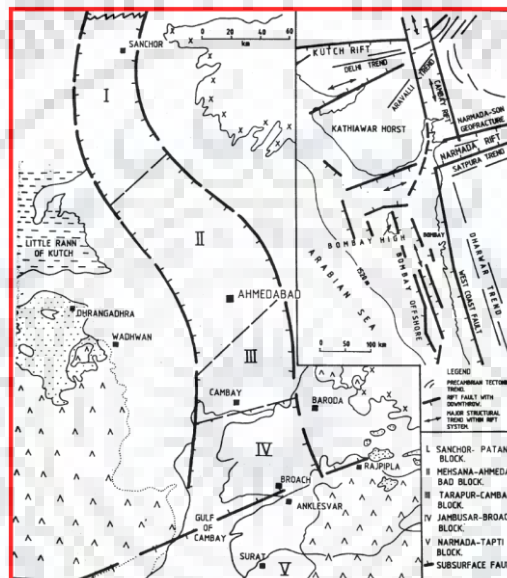 SANCHOR
I
0 20 40 60
km
II
LITTLE RANN
OF KUTCH
AHMEDABAD
DHRANGADHRA
WADHWAN
III
CAMBAY
BARODA
IV
RAJPIPLA
BROACH
ANKLESVAR
GULF
OF
CAMBAY
SURAT
V
KUTCH RIFT
DELHI TREND
ARAVALLI
TREND
CAMBAY RIFT
KATHIAWAR HORST
NARMADA-SON
GEOFRACTURE
NARMADA RIFT
SATPURA TREND
BOMBAY
BOMBAY HIGH
ARABIAN SEA
BOMBAY OFFSHORE
WEST COAST FAULT
DHARWAR TREND
0 50 100
km
LEGEND
PRECAMBRIAN TECTONIC
TREND.
RIFT FAULT WITH
DOWNTHROW.
MAJOR STRUCTURAL
TREND WITHIN RIFT
SYSTEM.
I. SANCHOR- PATAN
BLOCK.
II MEHSANA-AHMEDA
BAD BLOCK.
III TARAPUR-CAMBA
BLOCK.
IV JAMBUSAR-BROAC
BLOCK.
V NARMADA-TAPTI
BLOCK.
SUBSURFACE FAU